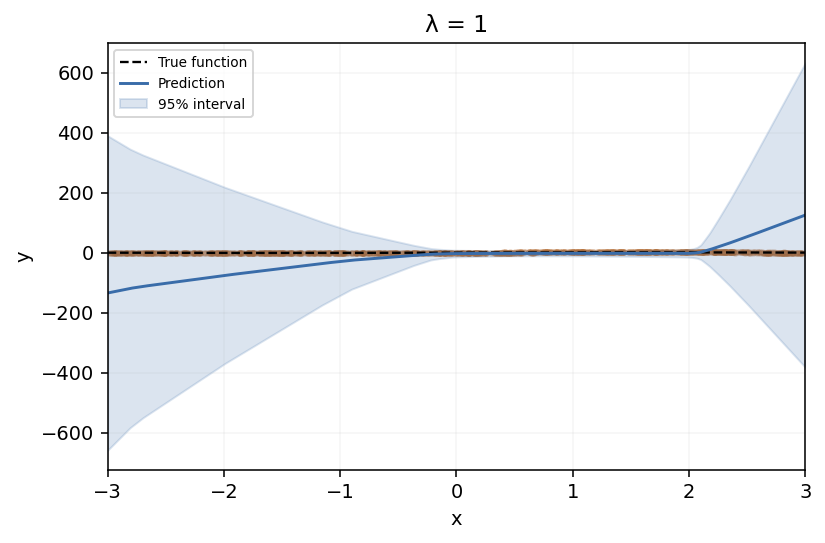 λ = 1
True function
Prediction
95% interval
600
400
200
0
−200
−400
−600
y
−3
−2
−1
0
1
2
3
x